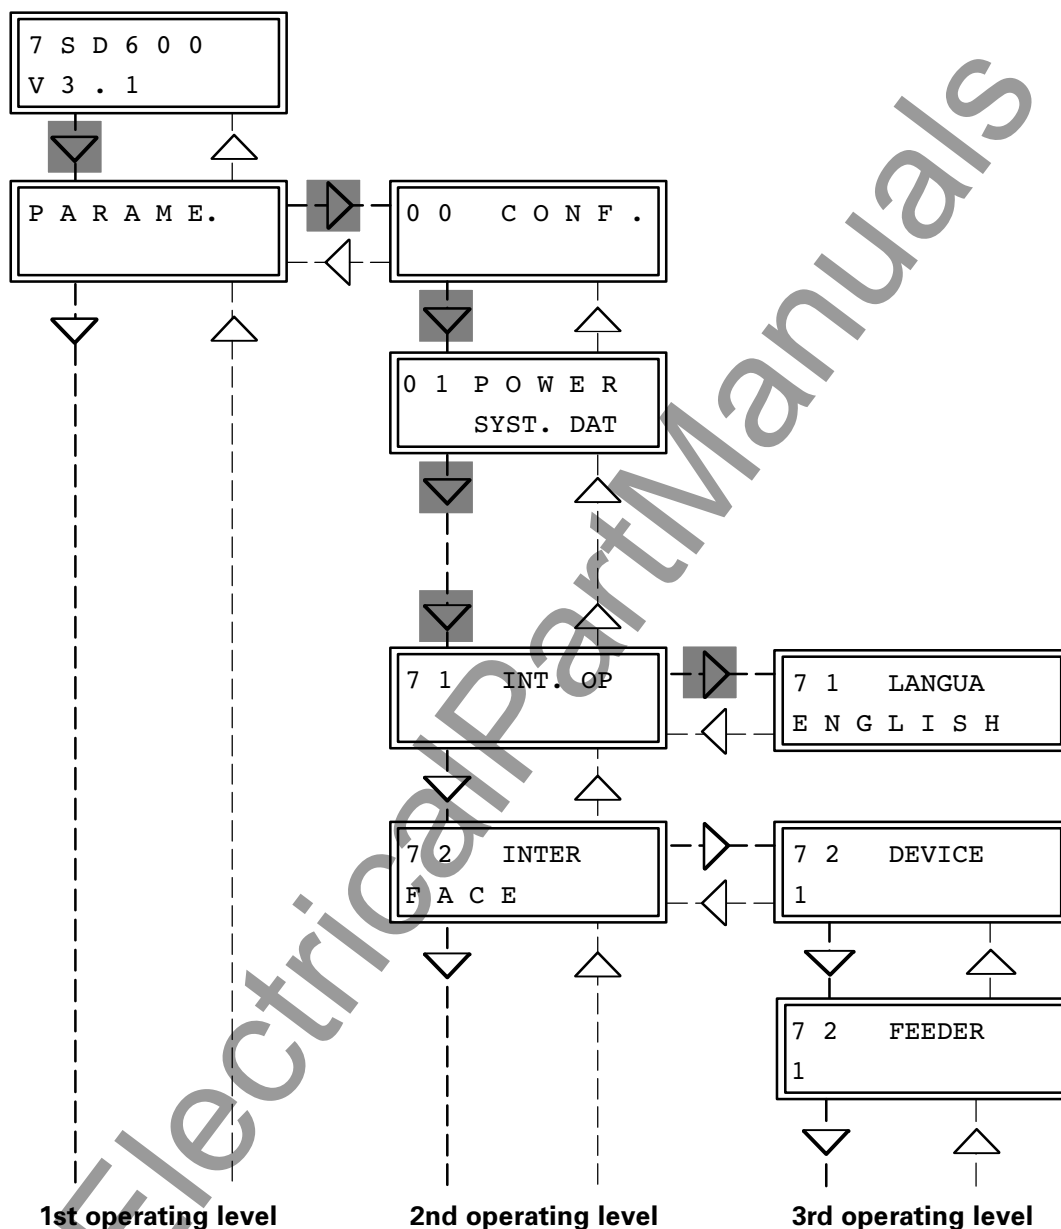 7 S D 6 0 0
V 3 . 1
P A R A M E.
0 0 C O N F .
0 1 P O W E R
SYST. DAT
7 1 INT. OP
7 1 LANGUA
E N G L I S H
7 2 INTER
F A C E
7 2 DEVICE
1
7 2 FEEDER
1
1st operating level
2nd operating level
3rd operating level
ElectricalPartManuals